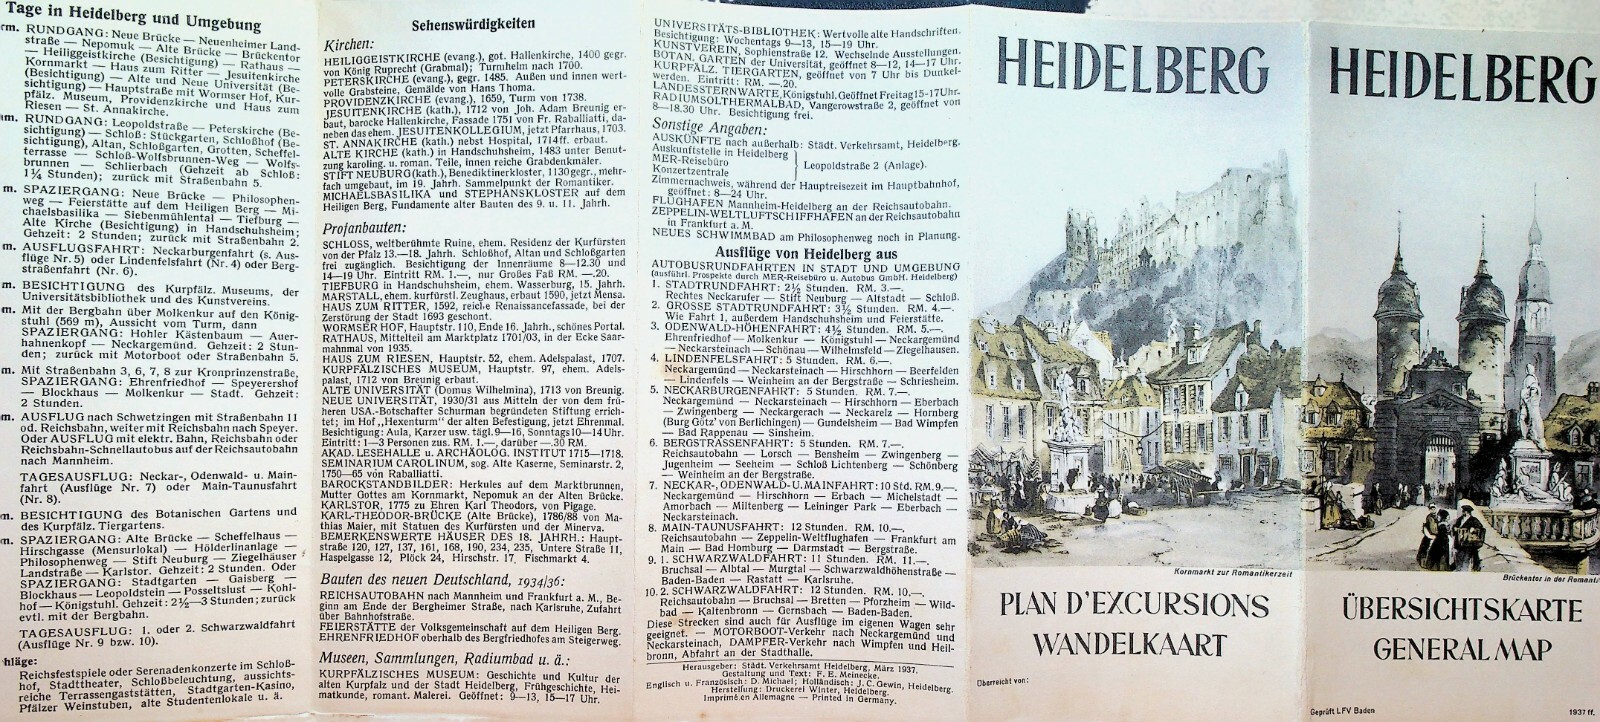 Tage in Heidelberg und Umgebung
rm. RUNDGANG: Neue Brücke — Neuenheimer Land-
straße — Nepomuk — Alte Brücke — Brückentor
— Heiliggeistkirche (Besichtigung) — Rathaus —
Kornmarkt — Haus zum Ritter — Jesuitenkirche
(Besichtigung) — Alte und Neue Universität (Be-
sichtigung) — Hauptstraße mit Wormser Hof, Kur-
pfälz. Museum, Providenzkirche und Haus zum
Riesen — St. Annakirche.
m. RUNDGANG: Leopoldstraße — Peterskirche (Be-
sichtigung) — Schloß: Stückgarten, Schloßhof (Be-
sichtigung), Altan, Schloßgarten, Grotten, Scheffel-
terrasse — Schloß-Wolfsbrunnen-Weg — Wolfs-
brunnen — Schlierbach (Gehzeit ab Schloß:
1¼ Stunden); zurück mit Straßenbahn 5.
m. SPAZIERGANG: Neue Brücke — Philosophen-
weg — Feierstätte auf dem Heiligen Berg — Mi-
chaelsbasilika — Siebenmühlental — Tiefburg —
Alte Kirche (Besichtigung) in Handschuhsheim;
Gehzeit: 2 Stunden; zurück mit Straßenbahn 2.
m. AUSFLUGSFAHRT: Neckarburgenfahrt (s. Aus-
flüge Nr. 5) oder Lindenfelsfahrt (Nr. 4) oder Berg-
straßenfahrt (Nr. 6).
m. BESICHTIGUNG des Kurpfälz. Museums, der
Universitätsbibliothek und des Kunstvereins.
m. Mit der Bergbahn über Molkenkur auf den König-
stuhl (569 m), Aussicht vom Turm, dann
SPAZIERGANG: Hohler Kästenbaum — Auer-
hahnenkopf — Neckargemünd. Gehzeit: 2 Stun-
den; zurück mit Motorboot oder Straßenbahn 5.
m. Mit Straßenbahn 3, 6, 7, 8 zur Kronprinzenstraße,
SPAZIERGANG: Ehrenfriedhof — Speyerershof
— Blockhaus — Molkenkur — Stadt. Gehzeit:
2 Stunden.
m. AUSFLUG nach Schwetzingen mit Straßenbahn 11
od. Reichsbahn, weiter mit Reichsbahn nach Speyer.
Oder AUSFLUG mit elektr. Bahn, Reichsbahn oder
Reichsbahn-Schnellautobus auf der Reichsautobahn
nach Mannheim.
TAGESAUSFLUG: Neckar-, Odenwald- u. Main-
fahrt (Ausflüge Nr. 7) oder Main-Taunusfahrt
(Nr. 8).
m. BESICHTIGUNG des Botanischen Gartens und
des Kurpfälz. Tiergartens.
m. SPAZIERGANG: Alte Brücke — Scheffelhaus —
Hirschgasse (Mensurlokal) — Hölderlinanlage —
Philosophenweg — Stift Neuburg — Ziegelhäuser
Landstraße — Karlstor. Gehzeit: 2 Stunden. Oder
SPAZIERGANG: Stadtgarten — Gaisberg —
Blockhaus — Leopoldstein — Posseltslust — Kohl-
hof — Königstuhl. Gehzeit: 2½—3 Stunden; zurück
evtl. mit der Bergbahn.
TAGESAUSFLUG: 1. oder 2. Schwarzwaldfahrt
(Ausflüge Nr. 9 bzw. 10).
hläge:
Reichsfestspiele oder Serenadenkonzerte im Schloß-
hof, Stadttheater, Schloßbeleuchtung, aussichts-
reiche Terrassengaststätten, Stadtgarten-Kasino,
Pfälzer Weinstuben, alte Studentenlokale u. ä.
Sehenswürdigkeiten
Kirchen:
HEILIGGEISTKIRCHE (evang.), got. Hallenkirche, 1400 gegr.
von König Ruprecht (Grabmal); Turmhelm nach 1700.
PETERSKIRCHE (evang.), gegr. 1485. Außen und innen wert-
volle Grabsteine, Gemälde von Hans Thoma.
PROVIDENZKIRCHE (evang.), 1659, Turm von 1738.
JESUITENKIRCHE (kath.), 1712 von Joh. Adam Breunig er-
baut, barocke Hallenkirche, Fassade 1751 von Fr. Raballiatti, da-
neben das ehem. JESUITENKOLLEGIUM, jetzt Pfarrhaus, 1703.
ST. ANNAKIRCHE (kath.) nebst Hospital, 1714ff. erbaut.
ALTE KIRCHE (kath.) in Handschuhsheim, 1483 unter Benut-
zung karoling. u. roman. Teile, innen reiche Grabdenkmäler.
STIFT NEUBURG (kath.), Benediktinerkloster, 1130 gegr., mehr-
fach umgebaut, im 19. Jahrh. Sammelpunkt der Romantiker.
MICHAELSBASILIKA und STEPHANSKLOSTER auf dem
Heiligen Berg, Fundamente alter Bauten des 9. u. 11. Jahrh.
Profanbauten:
SCHLOSS, weltberühmte Ruine, ehem. Residenz der Kurfürsten
von der Pfalz 13.—18. Jahrh. Schloßhof, Altan und Schloßgarten
frei zugänglich. Besichtigung der Innenräume 8—12.30 und
14—19 Uhr. Eintritt RM. 1.—, nur Großes Faß RM. —.20.
TIEFBURG in Handschuhsheim, ehem. Wasserburg, 15. Jahrh.
MARSTALL, ehem. kurfürstl. Zeughaus, erbaut 1590, jetzt Mensa.
HAUS ZUM RITTER, 1592, reiche Renaissancefassade, bei der
Zerstörung der Stadt 1693 geschont.
WORMSER HOF, Hauptstr. 110, Ende 16. Jahrh., schönes Portal.
RATHAUS, Mittelteil am Marktplatz 1701/03, in der Ecke Saar-
mahnmal von 1935.
HAUS ZUM RIESEN, Hauptstr. 52, ehem. Adelspalast, 1707.
KURPFÄLZISCHES MUSEUM, Hauptstr. 97, ehem. Adels-
palast, 1712 von Breunig erbaut.
ALTE UNIVERSITÄT (Domus Wilhelmina), 1713 von Breunig.
NEUE UNIVERSITÄT, 1930/31 aus Mitteln der von dem frü-
heren USA.-Botschafter Schurman begründeten Stiftung errich-
tet; im Hof „Hexenturm“ der alten Befestigung, jetzt Ehrenmal.
Besichtigung: Aula, Karzer usw. tägl. 9—16, Sonntags 10—14 Uhr.
Eintritt: 1—3 Personen zus. RM. 1.—, darüber —.30 RM.
AKAD. LESEHALLE u. ARCHÄOLOG. INSTITUT 1715—1718.
SEMINARIUM CAROLINUM, sog. Alte Kaserne, Seminarstr. 2,
1750—65 von Raballiatti.
BAROCKSTANDBILDER: Herkules auf dem Marktbrunnen,
Mutter Gottes am Kornmarkt, Nepomuk an der Alten Brücke.
KARLSTOR, 1775 zu Ehren Karl Theodors, von Pigage.
KARL-THEODOR-BRÜCKE (Alte Brücke), 1786/88 von Ma-
thias Maier, mit Statuen des Kurfürsten und der Minerva.
BEMERKENSWERTE HÄUSER DES 18. JAHRH.: Haupt-
straße 120, 127, 137, 161, 168, 190, 234, 235, Untere Straße 11,
Haspelgasse 12, Plöck 24, Hirschstr. 17, Fischmarkt 4.
Bauten des neuen Deutschland, 1934/36:
REICHSAUTOBAHN nach Mannheim und Frankfurt a. M., Be-
ginn am Ende der Bergheimer Straße, nach Karlsruhe, Zufahrt
über Bahnhofstraße.
FEIERSTÄTTE der Volksgemeinschaft auf dem Heiligen Berg.
EHRENFRIEDHOF oberhalb des Bergfriedhofes am Steigerweg.
Museen, Sammlungen, Radiumbad u. ä.:
KURPFÄLZISCHES MUSEUM: Geschichte und Kultur der
alten Kurpfalz und der Stadt Heidelberg, Frühgeschichte, Hei-
matkunde, romant. Malerei. Geöffnet: 9—13, 15—17 Uhr.
UNIVERSITÄTS-BIBLIOTHEK: Wertvolle alte Handschriften.
Besichtigung: Wochentags 9—13, 15—19 Uhr.
KUNSTVEREIN, Sophienstraße 12. Wechselnde Ausstellungen.
BOTAN. GARTEN der Universität, geöffnet 8—12, 14—17 Uhr.
KURPFÄLZ. TIERGARTEN, geöffnet von 7 Uhr bis Dunkel-
werden. Eintritt: RM. —.20.
LANDESSTERNWARTE, Königstuhl. Geöffnet Freitag 15-17 Uhr.
RADIUMSOLTHERMALBAD, Vangerowstraße 2, geöffnet von
8—18.30 Uhr. Besichtigung frei.
Sonstige Angaben:
AUSKÜNFTE nach außerhalb: Städt. Verkehrsamt, Heidelberg.
Auskunftstelle in Heidelberg
MER-Reisebüro
Konzertzentrale
Leopoldstraße 2 (Anlage).
Zimmernachweis, während der Hauptreisezeit im Hauptbahnhof,
geöffnet: 8—24 Uhr.
FLUGHAFEN Mannheim-Heidelberg an der Reichsautobahn.
ZEPPELIN-WELTLUFTSCHIFFHAFEN an der Reichsautobahn
in Frankfurt a. M.
NEUES SCHWIMMBAD am Philosophenweg noch in Planung.
Ausflüge von Heidelberg aus
AUTOBUSRUNDFAHRTEN IN STADT UND UMGEBUNG
(ausführl. Prospekte durch MER-Reisebüro u. Autobus GmbH. Heidelberg)
1. STADTRUNDFAHRT: 2½ Stunden. RM. 3.—.
Rechtes Neckarufer — Stift Neuburg — Altstadt — Schloß.
2. GROSSE STADTRUNDFAHRT: 3½ Stunden. RM. 4.—.
Wie Fahrt 1, außerdem Handschuhsheim und Feierstätte.
3. ODENWALD-HÖHENFAHRT: 4½ Stunden. RM. 5.—.
Ehrenfriedhof — Molkenkur — Königstuhl — Neckargemünd
— Neckarsteinach — Schönau — Wilhelmsfeld — Ziegelhausen.
4. LINDENFELSFAHRT: 5 Stunden. RM. 6.—.
Neckargemünd — Neckarsteinach — Hirschhorn — Beerfelden
— Lindenfels — Weinheim an der Bergstraße — Schriesheim.
5. NECKARBURGENFAHRT: 5 Stunden. RM. 7.—.
Neckargemünd — Neckarsteinach — Hirschhorn — Eberbach
— Zwingenberg — Neckargerach — Neckarelz — Hornberg
(Burg Götz' von Berlichingen) — Gundelsheim — Bad Wimpfen
— Bad Rappenau — Sinsheim.
6. BERGSTRASSENFAHRT: 5 Stunden. RM. 7.—.
Reichsautobahn — Lorsch — Bensheim — Zwingenberg —
Jugenheim — Seeheim — Schloß Lichtenberg — Schönberg
— Weinheim an der Bergstraße.
7. NECKAR-, ODENWALD-U. MAINFAHRT: 10 Std. RM. 9.—.
Neckargemünd — Hirschhorn — Erbach — Michelstadt —
Amorbach — Miltenberg — Leininger Park — Eberbach —
Neckarsteinach.
8. MAIN-TAUNUSFAHRT: 12 Stunden. RM. 10.—.
Reichsautobahn — Zeppelin-Weltflughafen — Frankfurt am
Main — Bad Homburg — Darmstadt — Bergstraße.
9. 1. SCHWARZWALDFAHRT: 11 Stunden. RM. 11.—.
Bruchsal — Albtal — Murgtal — Schwarzwaldhöhenstraße —
Baden-Baden — Rastatt — Karlsruhe.
10. 2. SCHWARZWALDFAHRT: 12 Stunden. RM. 10.—.
Reichsautobahn — Bruchsal — Bretten — Pforzheim — Wild-
bad — Kaltenbronn — Gernsbach — Baden-Baden.
Diese Strecken sind auch für Ausflüge im eigenen Wagen sehr
geeignet. — MOTORBOOT-Verkehr nach Neckargemünd und
Neckarsteinach, DAMPFER-Verkehr nach Wimpfen und Heil-
bronn, Abfahrt an der Stadthalle.
Herausgeber: Städt. Verkehrsamt Heidelberg, März 1937.
Gestaltung und Text: F. E. Meinecke.
Englisch u. Französisch: D. Michael; Holländisch: J. C. Gewin, Heidelberg.
Herstellung: Druckerei Winter, Heidelberg.
Imprimé en Allemagne — Printed in Germany.
HEIDELBERG
Kornmarkt zur Romantikerzeit
PLAN D'EXCURSIONS
WANDELKAART
Überreicht von:
HEIDELBERG
Brückentor in der Romanti
ÜBERSICHTSKARTE
GENERAL MAP
Geprüft LFV Baden
1937 ff.